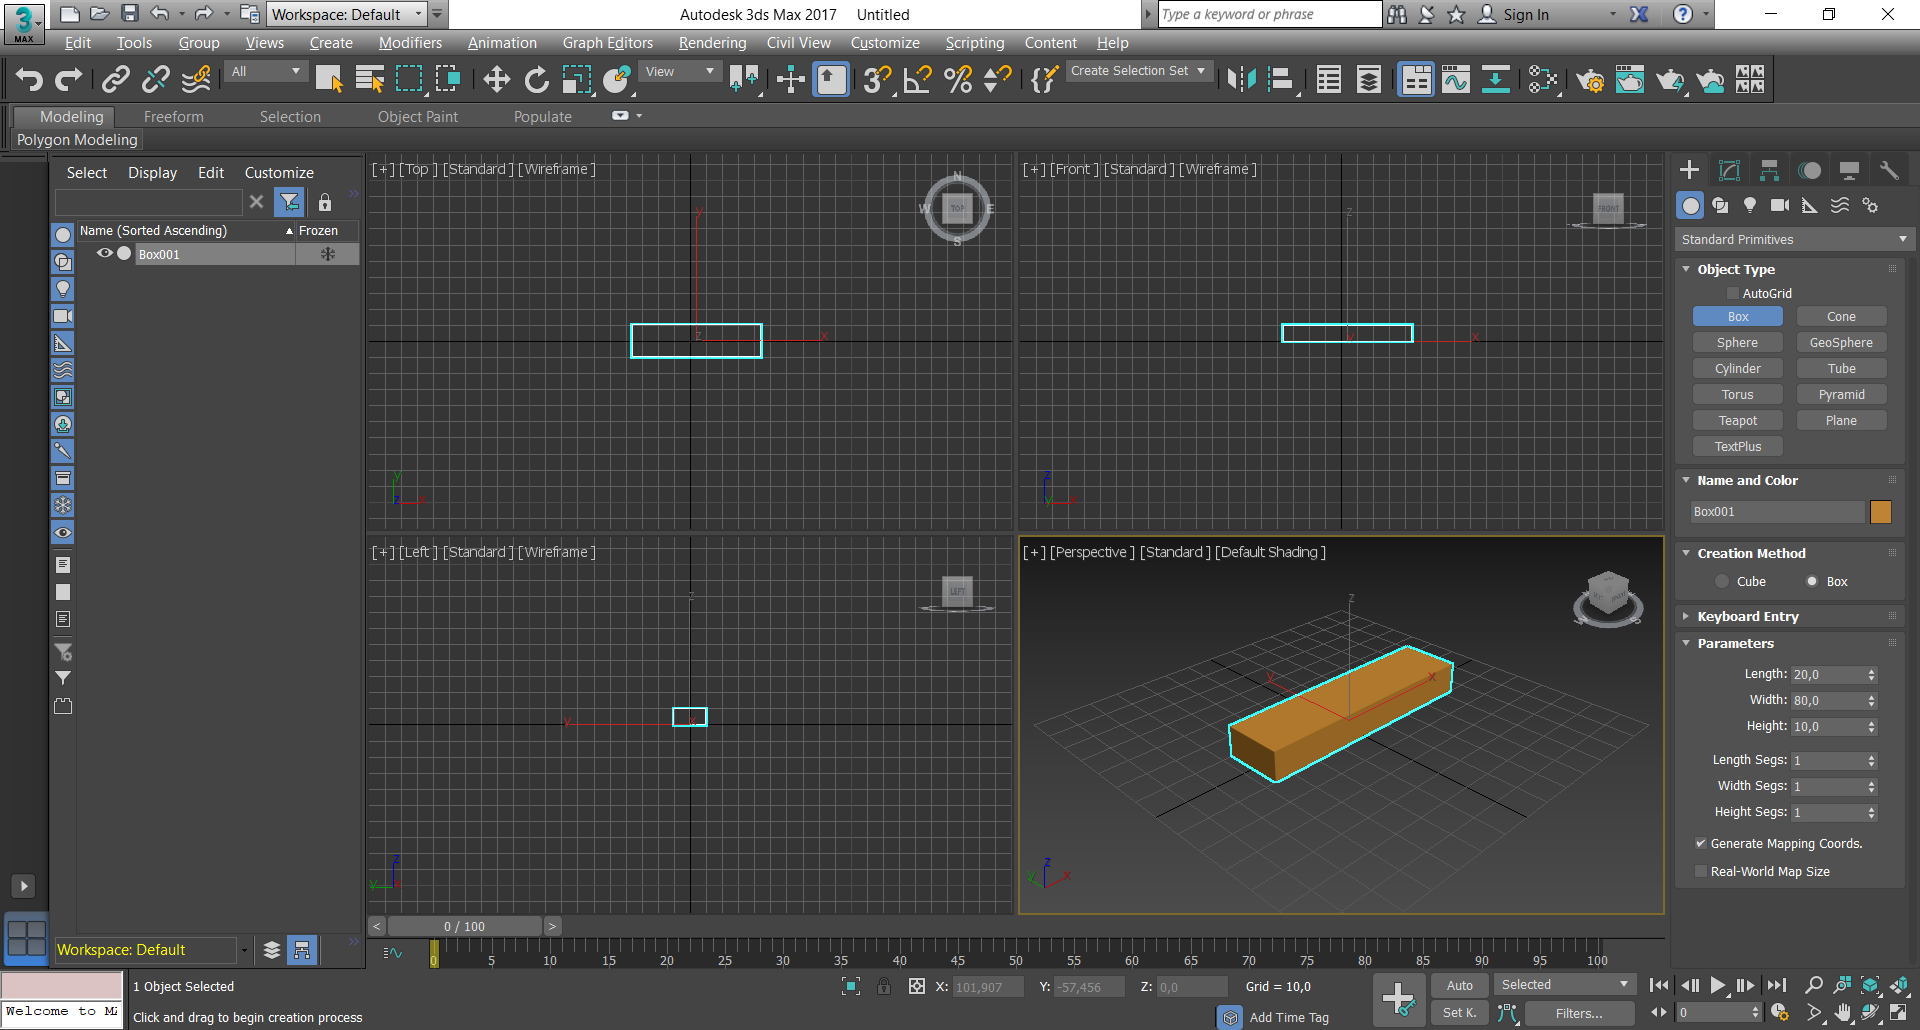 3
MAX
Workspace: Default
Autodesk 3ds Max 2017 Untitled
Type a keyword or phrase
Sign In
Edit Tools Group Views Create Modifiers Animation Graph Editors Rendering Civil View Customize Scripting Content Help
All
View
Create Selection Set
Modeling Freeform Selection Object Paint Populate
Polygon Modeling
Select Display Edit Customize
Name (Sorted Ascending) Frozen
Box001
[+] [Top ] [Standard ] [Wireframe ]
N
W TOP E
S
y
z x
y
z x
[+] [Front ] [Standard ] [Wireframe ]
FRONT
z
y x
z
y x
[+] [Left ] [Standard ] [Wireframe ]
LEFT
z
y x
z
y x
[+] [Perspective ] [Standard ] [Default Shading ]
z
y x
z
y x
Standard Primitives
Object Type
AutoGrid
Box Cone
Sphere GeoSphere
Cylinder Tube
Torus Pyramid
Teapot Plane
TextPlus
Name and Color
Box001
Creation Method
Cube Box
Keyboard Entry
Parameters
Length: 20,0
Width: 80,0
Height: 10,0
Length Segs: 1
Width Segs: 1
Height Segs: 1
Generate Mapping Coords.
Real-World Map Size
Workspace: Default
< 0 / 100 >
0 5 10 15 20 25 30 35 40 45 50 55 60 65 70 75 80 85 90 95 100
Welcome to MA
1 Object Selected
Click and drag to begin creation process
X: 101,907 Y: -57,456 Z: 0,0 Grid = 10,0
Add Time Tag
Auto Selected
Set K. Filters...
0